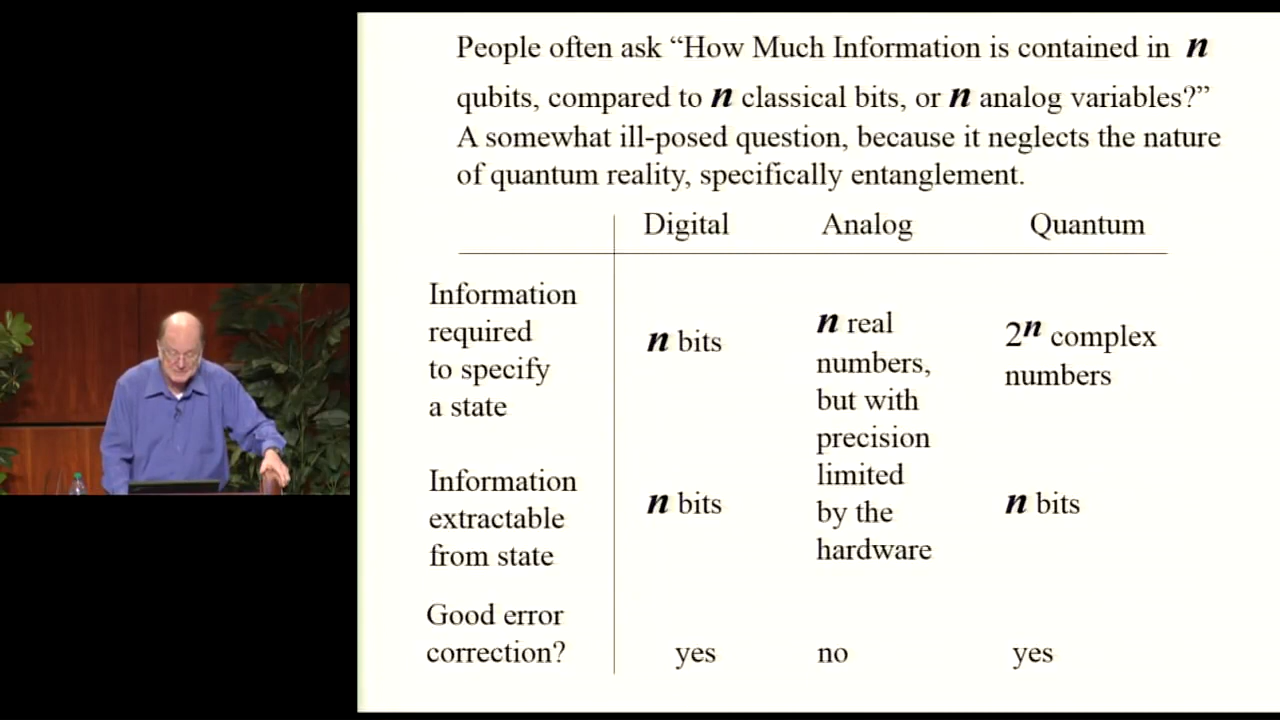 People often ask “How Much Information is contained in n
qubits, compared to n classical bits, or n analog variables?”
A somewhat ill-posed question, because it neglects the nature
of quantum reality, specifically entanglement.
Digital Analog Quantum
Information
required
to specify
a state
n bits
n real
numbers,
but with
precision
limited
by the
hardware
2ⁿ complex
numbers
Information
extractable
from state
n bits
n bits
Good error
correction?
yes no yes